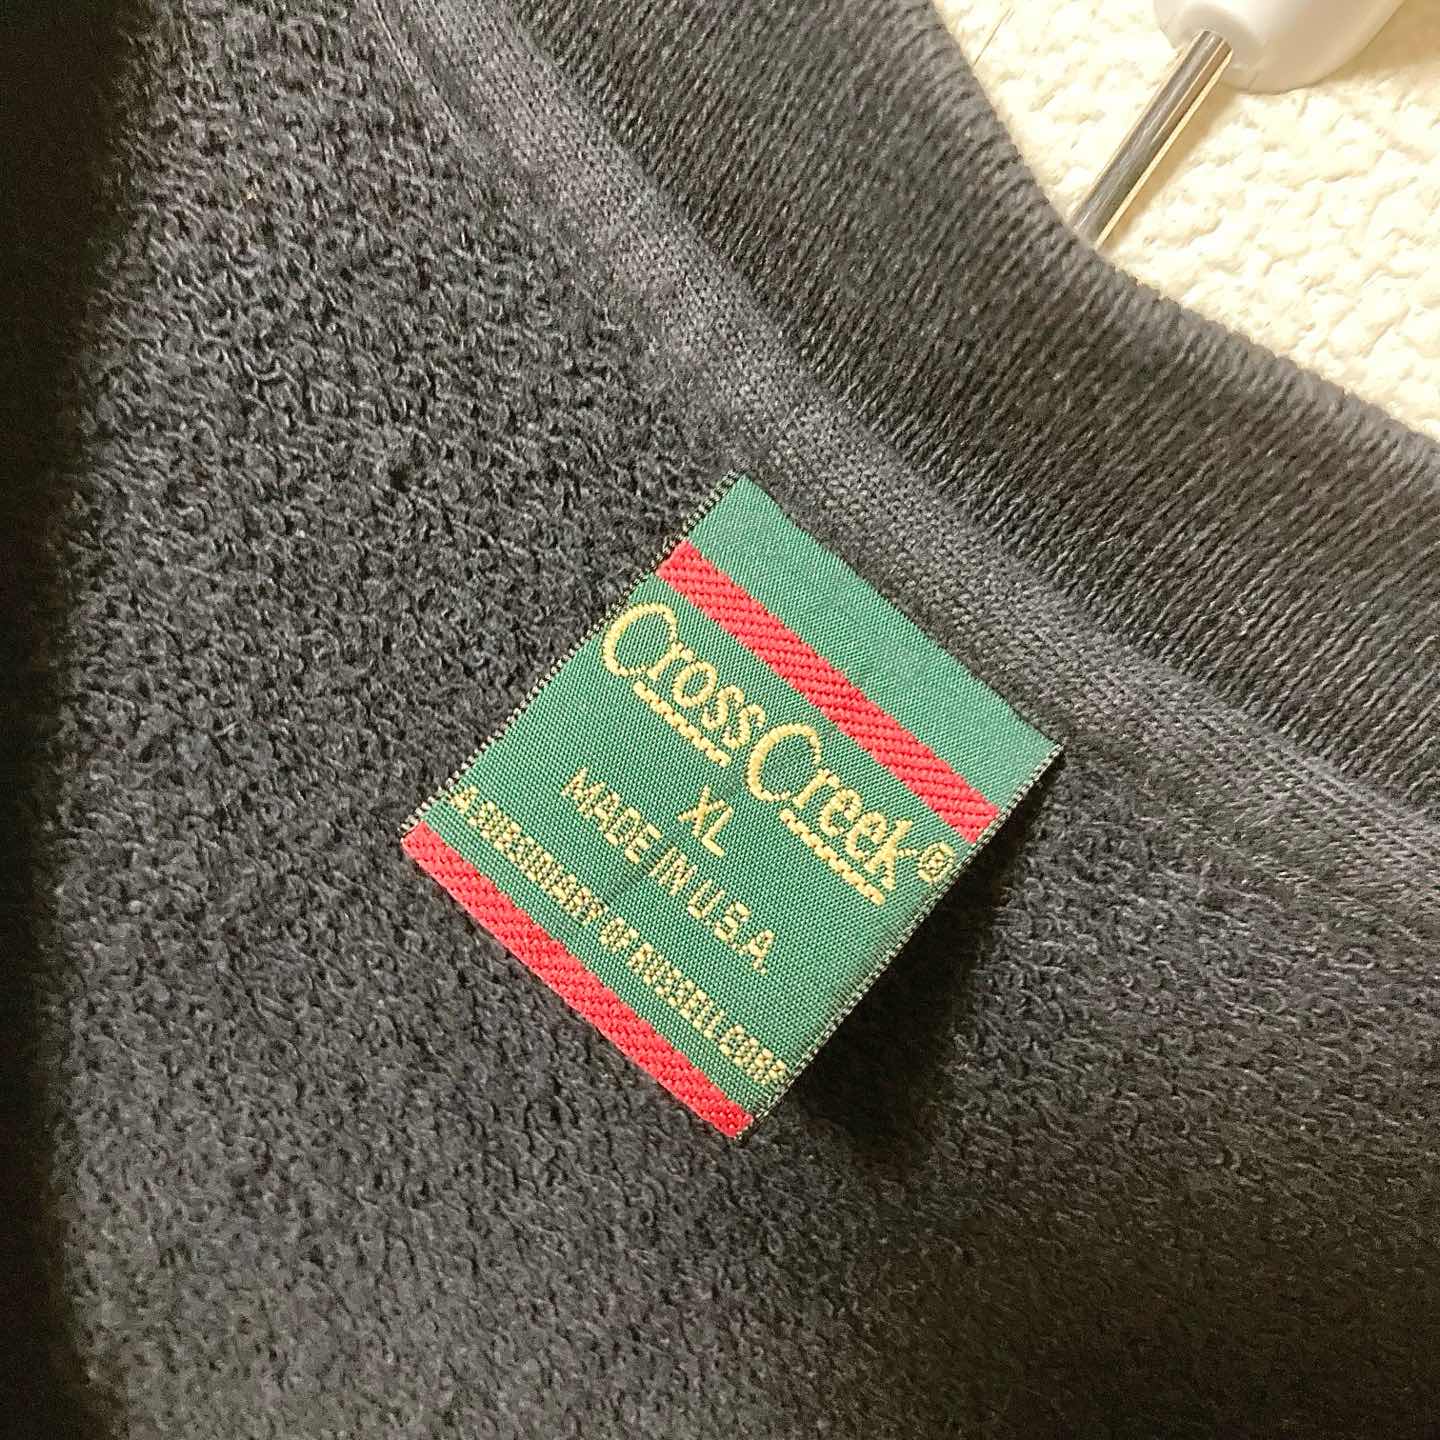 Cross Creek®
XL
MADE IN U.S.A.
A SUBSIDIARY OF RUSSELL CORP.